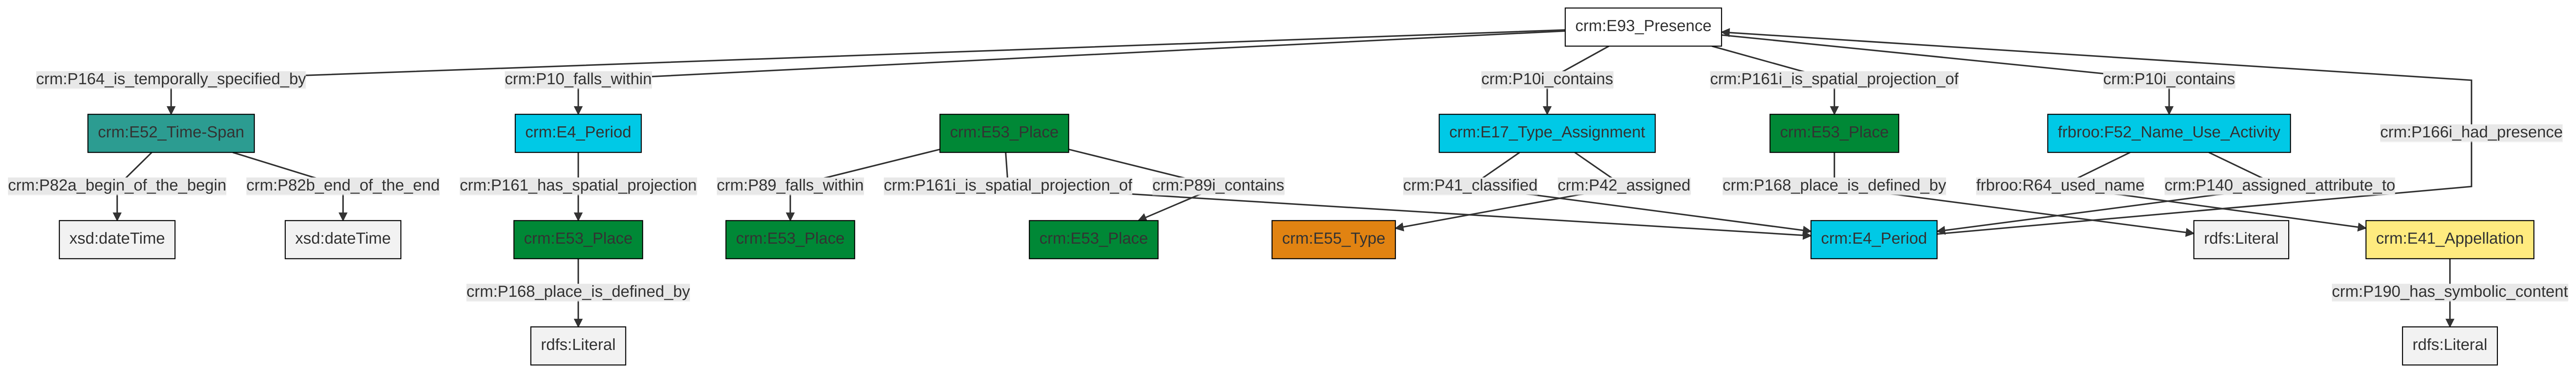 crm:E93_Presence
crm:P164_is_temporally_specified_by
crm:P10_falls_within
crm:P10i_contains
crm:P161i_is_spatial_projection_of
crm:P10i_contains
crm:E52_Time-Span
crm:E4_Period
crm:E53_Place
crm:E17_Type_Assignment
crm:E53_Place
frbroo:F52_Name_Use_Activity
crm:P166i_had_presence
crm:P82a_begin_of_the_begin
crm:P82b_end_of_the_end
crm:P161_has_spatial_projection
crm:P89_falls_within
crm:P161i_is_spatial_projection_of
crm:P89i_contains
crm:P41_classified
crm:P42_assigned
crm:P168_place_is_defined_by
frbroo:R64_used_name
crm:P140_assigned_attribute_to
xsd:dateTime
xsd:dateTime
crm:E53_Place
crm:E53_Place
crm:E53_Place
crm:E55_Type
crm:E4_Period
rdfs:Literal
crm:E41_Appellation
crm:P168_place_is_defined_by
crm:P190_has_symbolic_content
rdfs:Literal
rdfs:Literal